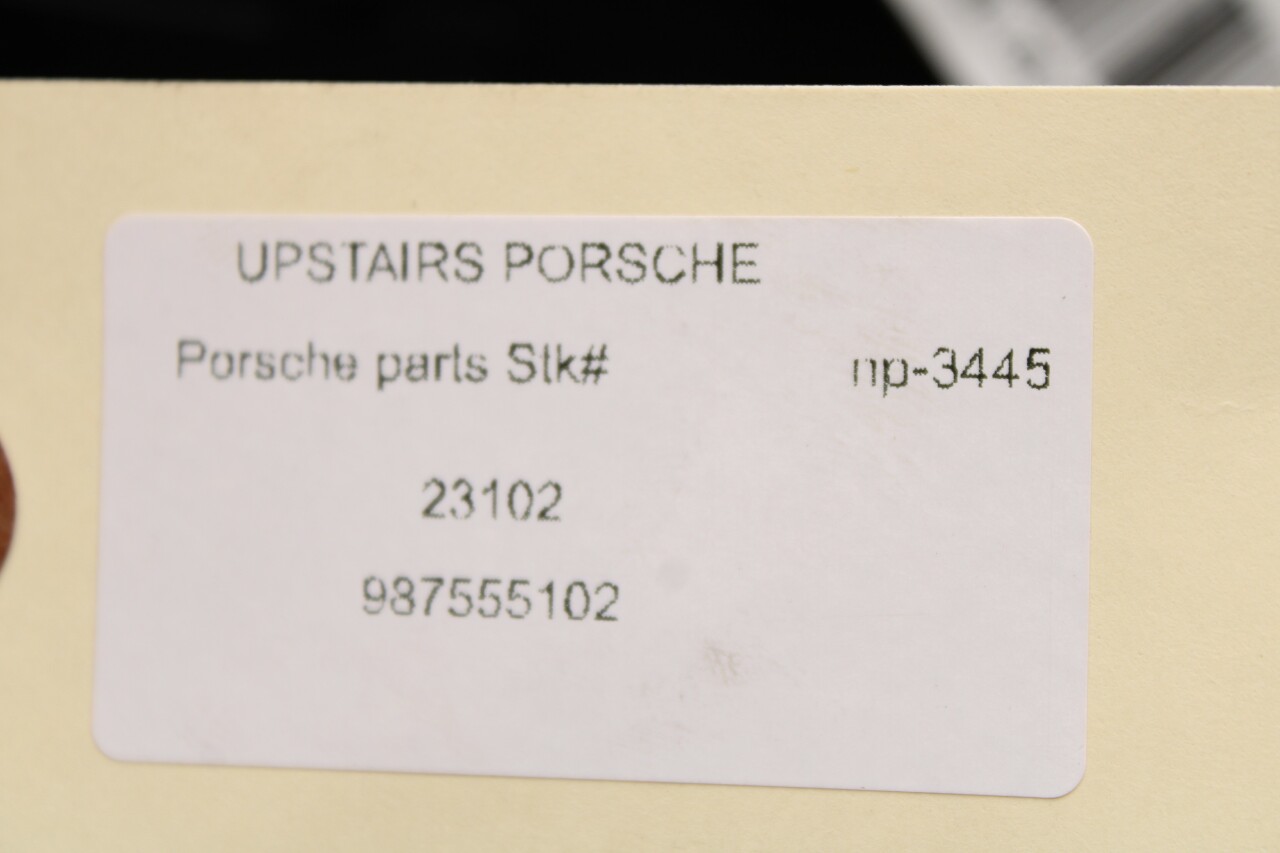 UPSTAIRS PORSCHE
Porsche parts Stk# np-3445
23102
987555102